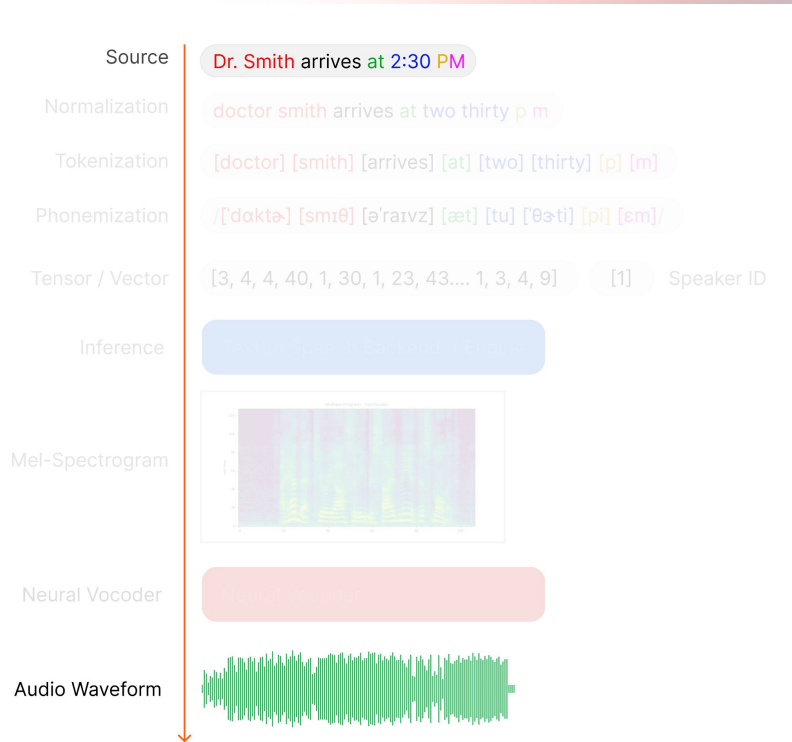 Source
Dr. Smith arrives at 2:30 PM
Normalization
doctor smith arrives at two thirty p m
Tokenization
[doctor] [smith] [arrives] [at] [two] [thirty] [p] [m]
Phonemization
/[ˈdɑktɚ] [smɪθ] [əˈraɪvz] [æt] [tu] [ˈθɝti] [pi] [ɛm]/
Tensor / Vector
[3, 4, 4, 40, 1, 30, 1, 23, 43.... 1, 3, 4, 9]
[1]
Speaker ID
Inference
Mel-Spectrogram
Neural Vocoder
Audio Waveform